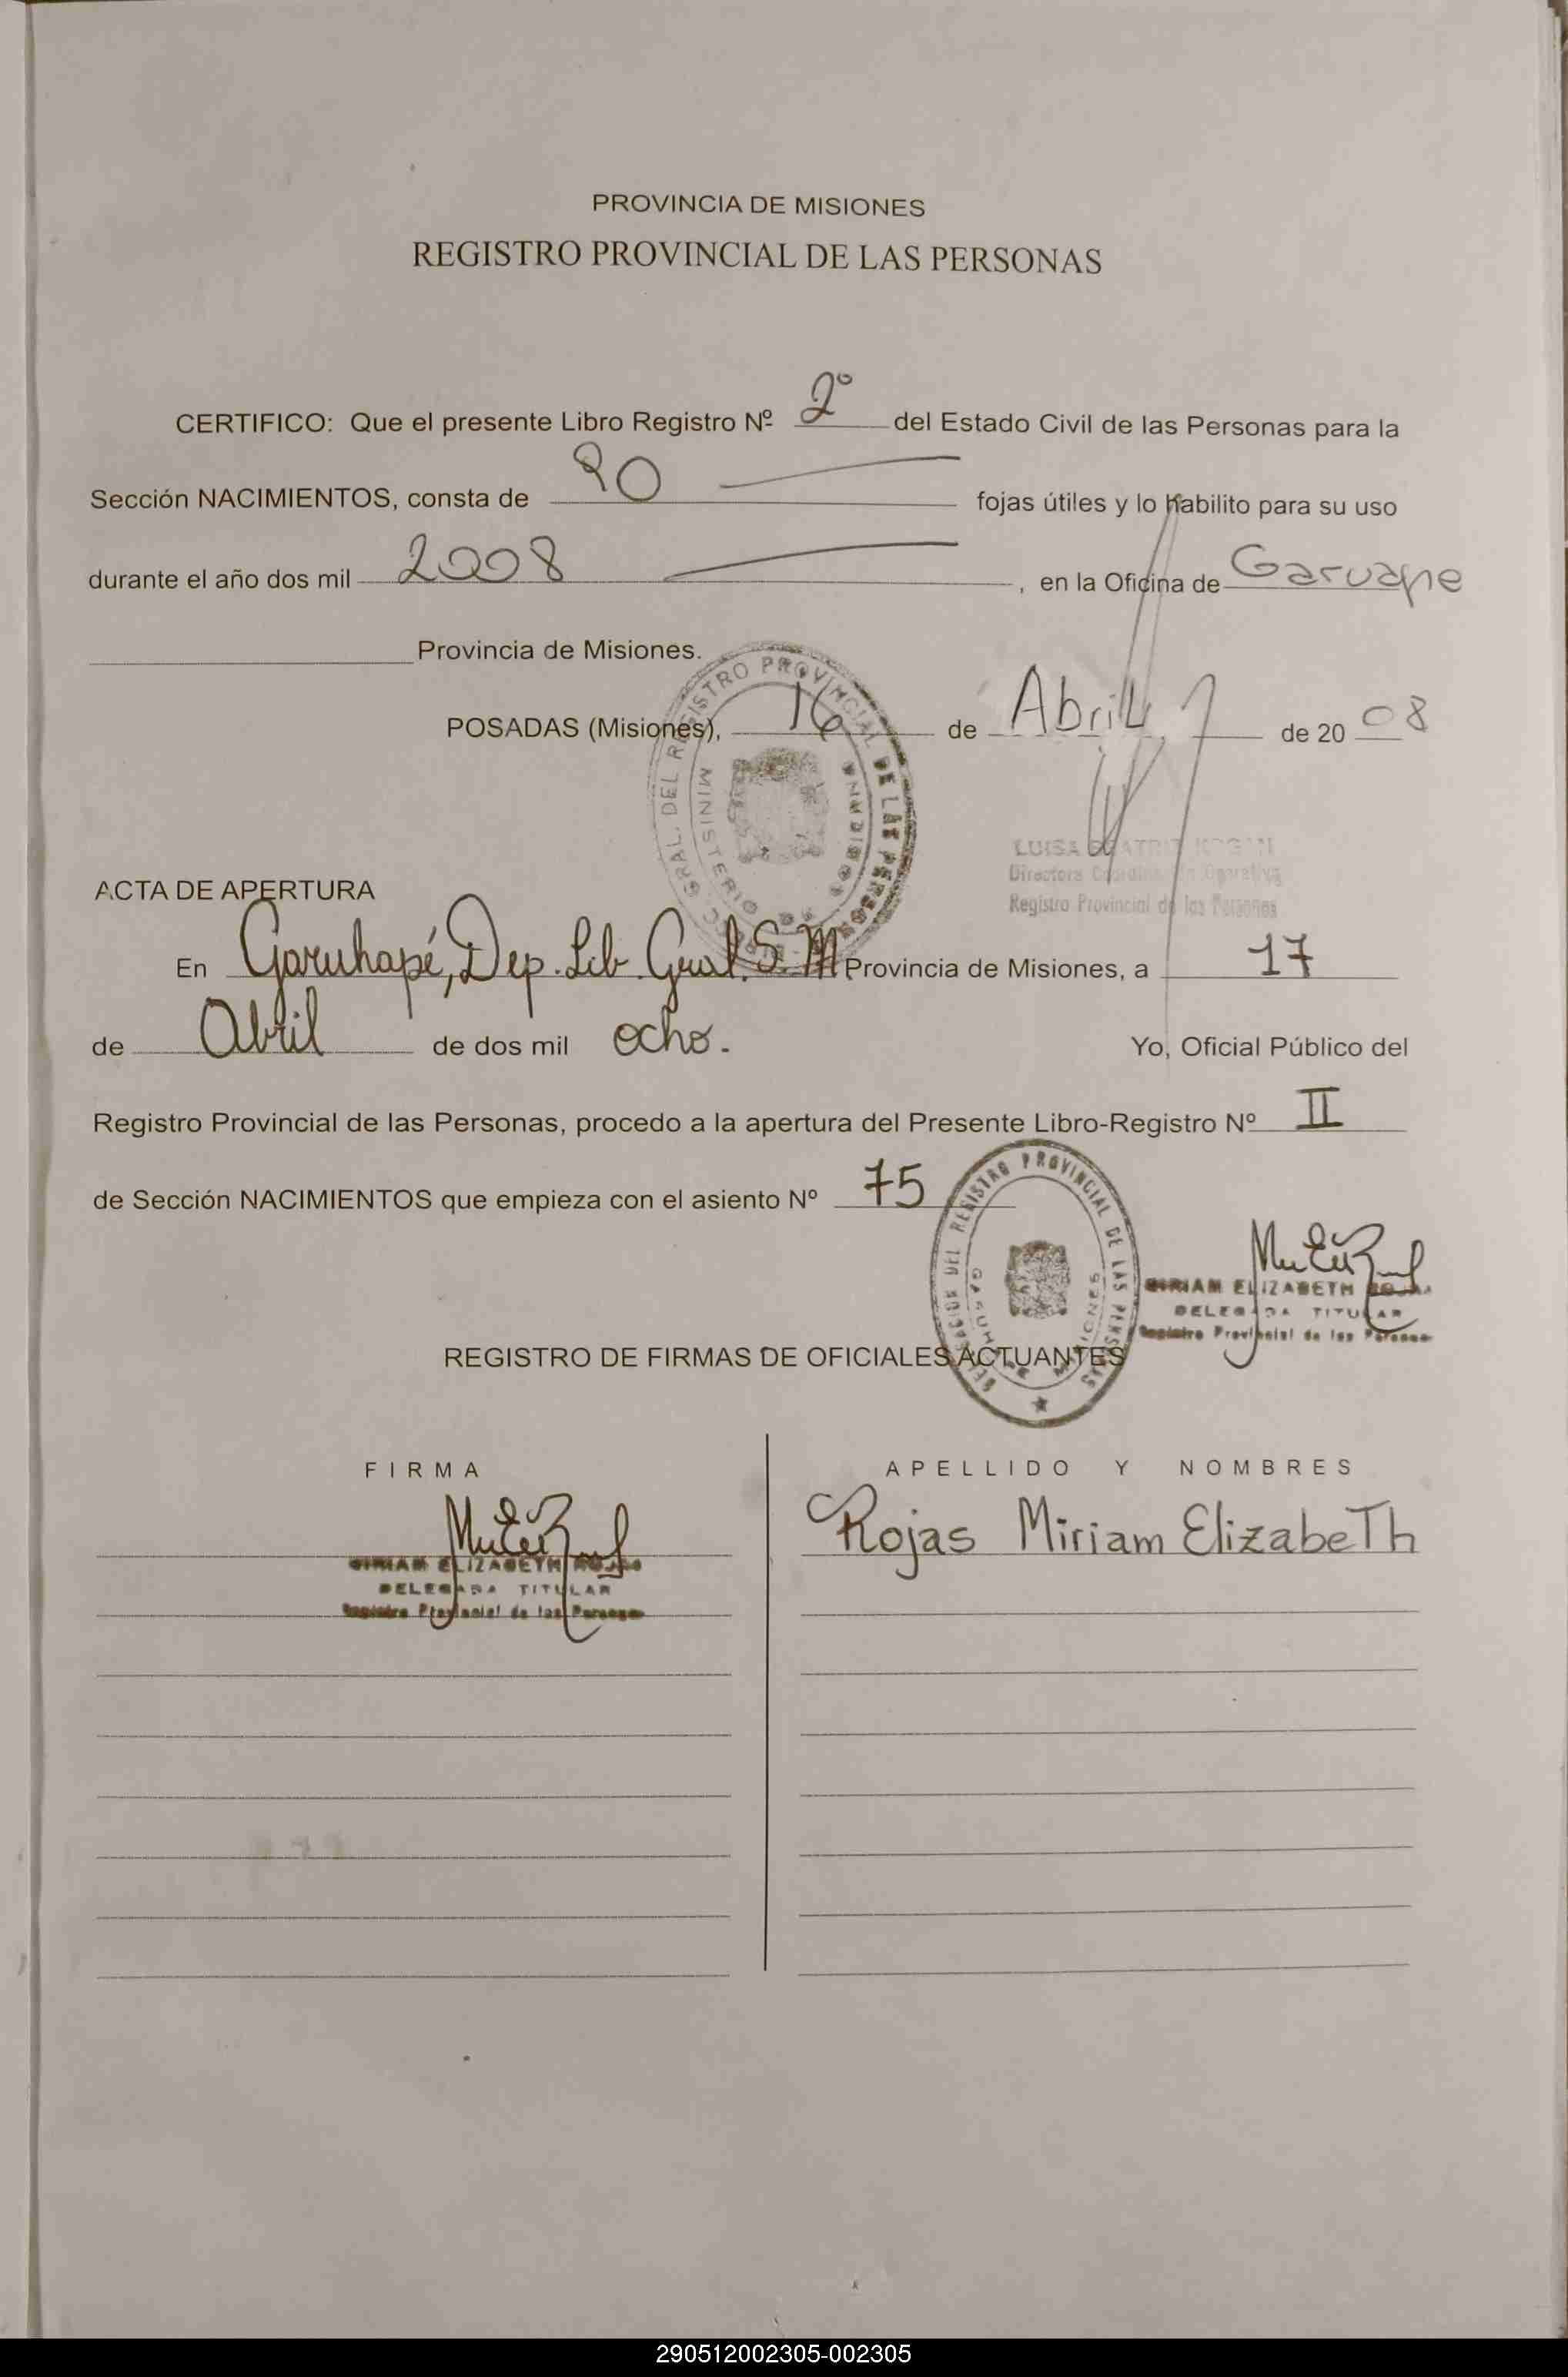 PROVINCIA DE MISIONES
REGISTRO PROVINCIAL DE LAS PERSONAS
CERTIFICO: Que el presente Libro Registro Nº 2º del Estado Civil de las Personas para la
Sección NACIMIENTOS, consta de 90 fojas útiles y lo habilito para su uso
durante el año dos mil 2008, en la Oficina de Garuape
Provincia de Misiones.
POSADAS (Misiones), 16 de Abril de 20 08
LUISA BEATRIZ
Registro Provincial de las Personas
ACTA DE APERTURA
En Garuhapé, Dep. Lib. Gral. S. M. Provincia de Misiones, a 17
de Abril de dos mil ocho. Yo, Oficial Público del
Registro Provincial de las Personas, procedo a la apertura del Presente Libro-Registro Nº II
de Sección NACIMIENTOS que empieza con el asiento Nº 75
MIRIAM ELIZABETH ROJAS
DELEGADA TITULAR
Registro Provincial de las Personas
REGISTRO DE FIRMAS DE OFICIALES ACTUANTES
FIRMA APELLIDO Y NOMBRES
Rojas Miriam ElizabeTh
MIRIAM ELIZABETH ROJAS
DELEGADA TITULAR
Registro Provincial de las Personas
290512002305-002305